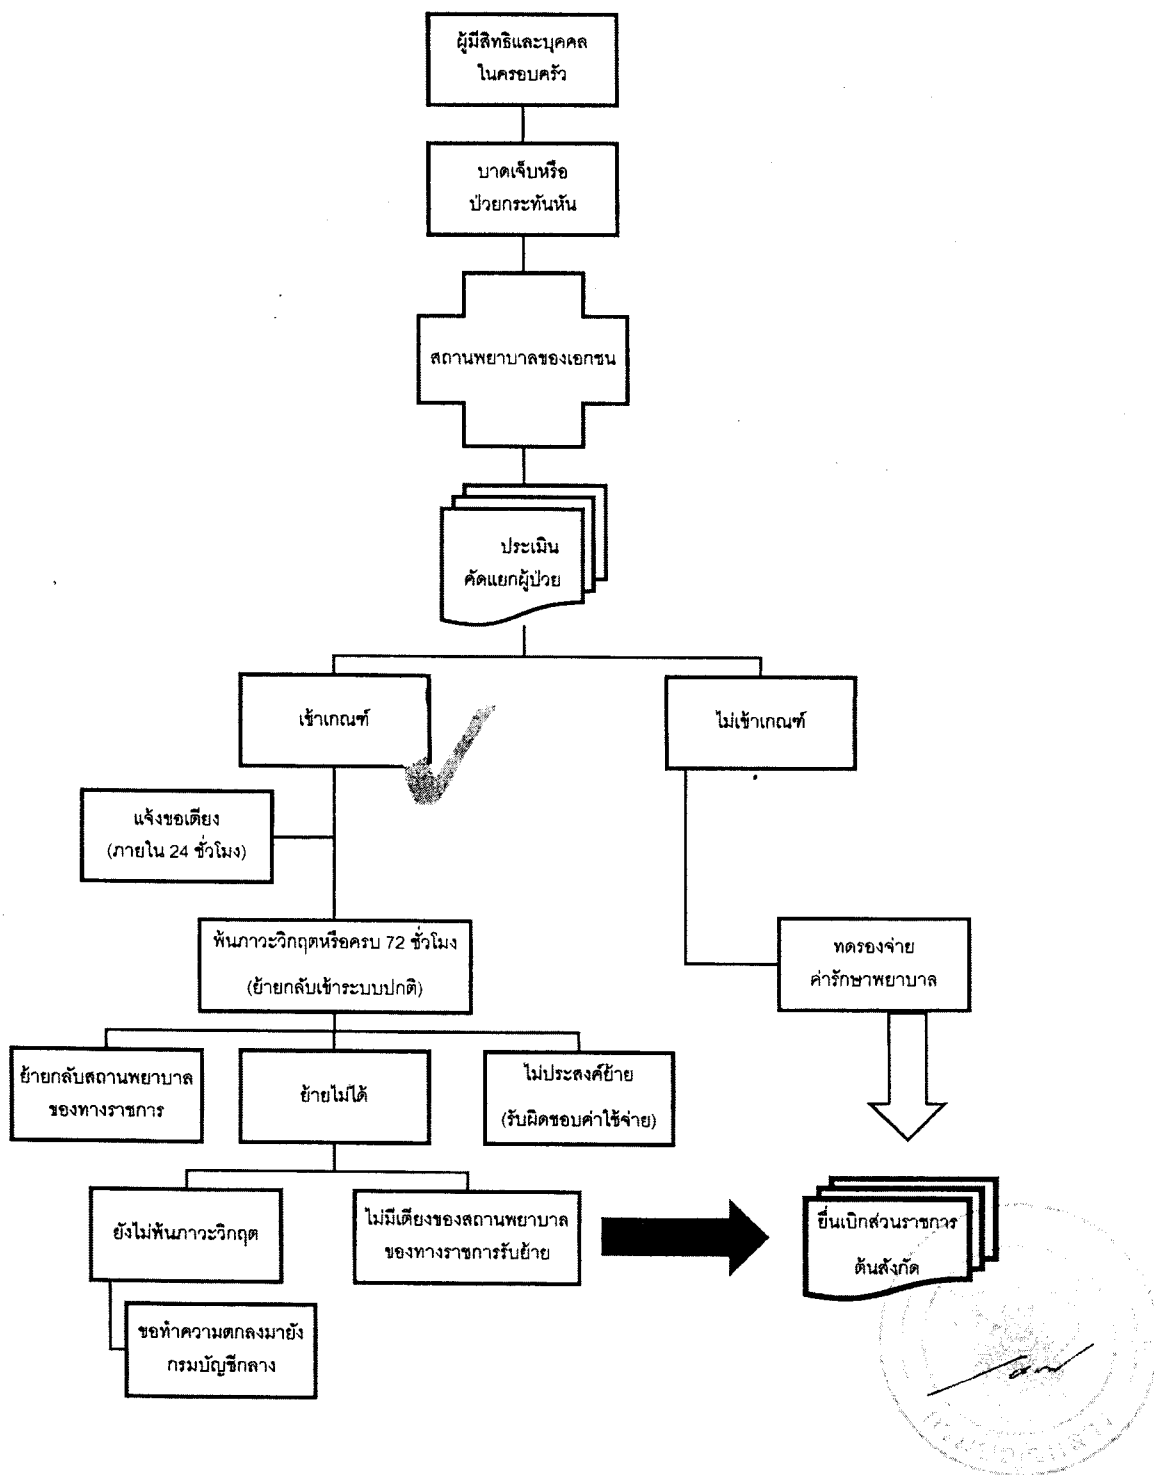 ผู้มีสิทธิและบุคคล
ในครอบครัว
บาดเจ็บหรือ
ป่วยกระทันหัน
สถานพยาบาลของเอกชน
ประเมิน
คัดแยกผู้ป่วย
เข้าเกณฑ์
ไม่เข้าเกณฑ์
แจ้งขอเตียง
(ภายใน 24 ชั่วโมง)
พ้นภาวะวิกฤตหรือครบ 72 ชั่วโมง
(ย้ายกลับเข้าระบบปกติ)
ทดรองจ่าย
ค่ารักษาพยาบาล
ย้ายกลับสถานพยาบาล
ของทางราชการ
ย้ายไม่ได้
ไม่ประสงค์ย้าย
(รับผิดชอบค่าใช้จ่าย)
ยังไม่พ้นภาวะวิกฤต
ไม่มีเตียงของสถานพยาบาล
ของทางราชการรับย้าย
ยื่นเบิกส่วนราชการ
ต้นสังกัด
ขอทำความตกลงมายัง
กรมบัญชีกลาง
กรมบัญชีกลาง